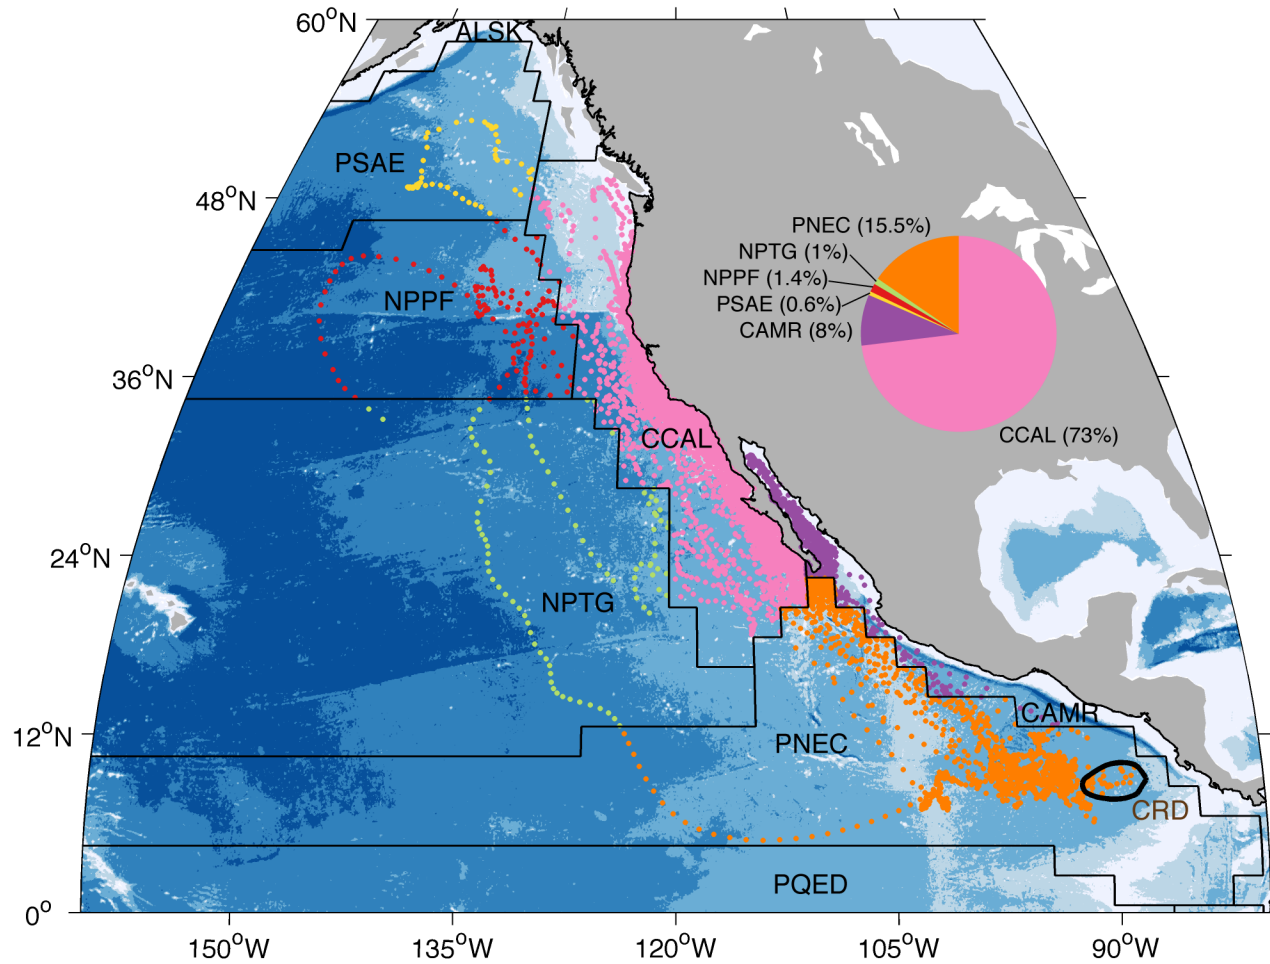 60°N
ALSK
PSAE
48°N
PNEC (15.5%)
NPTG (1%)
NPPF (1.4%)
PSAE (0.6%)
CAMR (8%)
NPPF
36°N
CCAL (73%)
CCAL
24°N
NPTG
12°N
CAMR
PNEC
CRD
PQED
0°
150°W
135°W
120°W
105°W
90°W